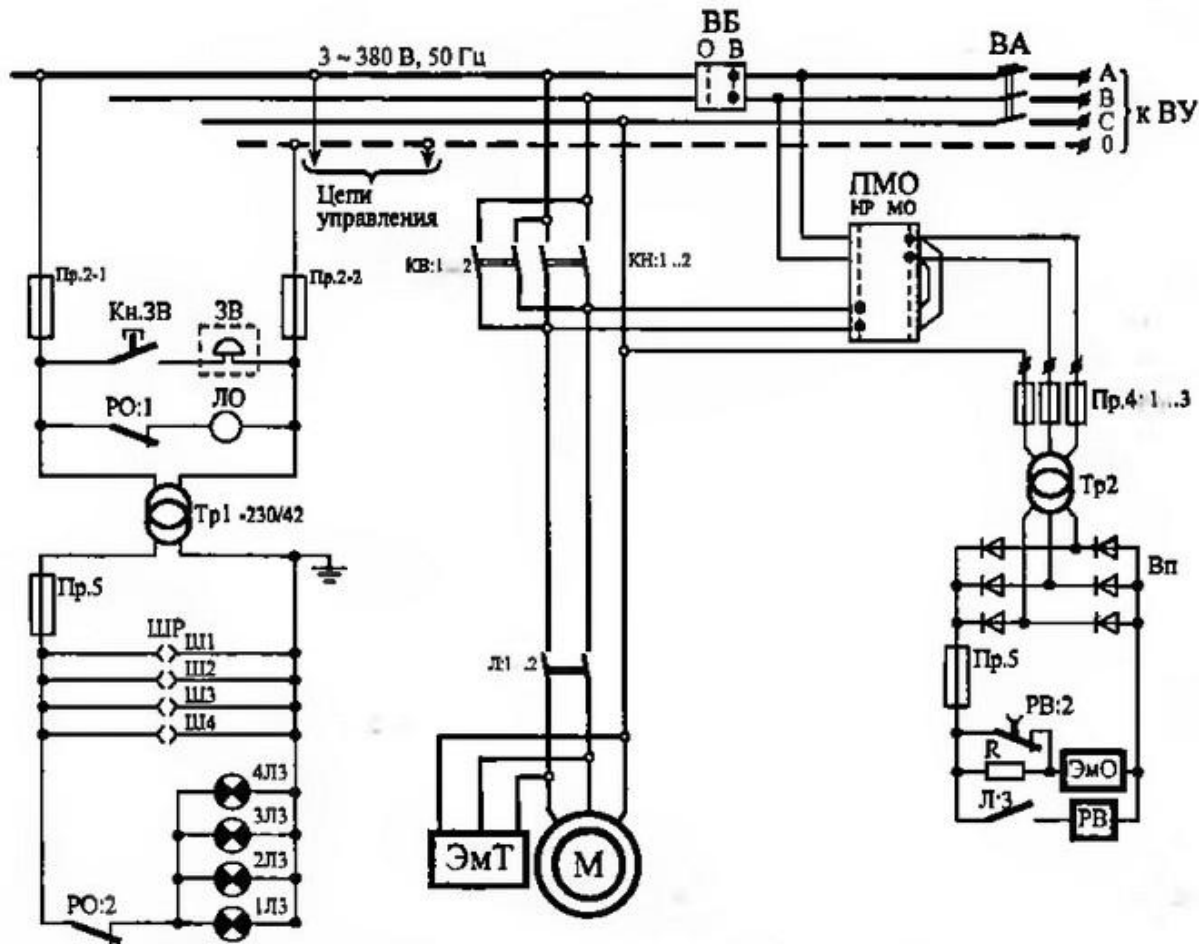 3 ~ 380 В, 50 Гц
ВБ
О В
ВА
А
В
С
0
к ВУ
Цепи
управления
ПМО
НР МО
КВ:1 .. 2
КН:1 ..2
Пр.2-1
Кн.ЗВ
ЗВ
Пр.2-2
РО:1
ЛО
Тр1 -230/42
Пр.4: 1 ..3
Тр2
Вп
Пр.5
ШР
Ш1
Ш2
Ш3
Ш4
Л:1 ..2
Пр.5
РВ:2
R
ЭмО
Л:3
РВ
4ЛЗ
3ЛЗ
2ЛЗ
1ЛЗ
РО:2
ЭмТ
М